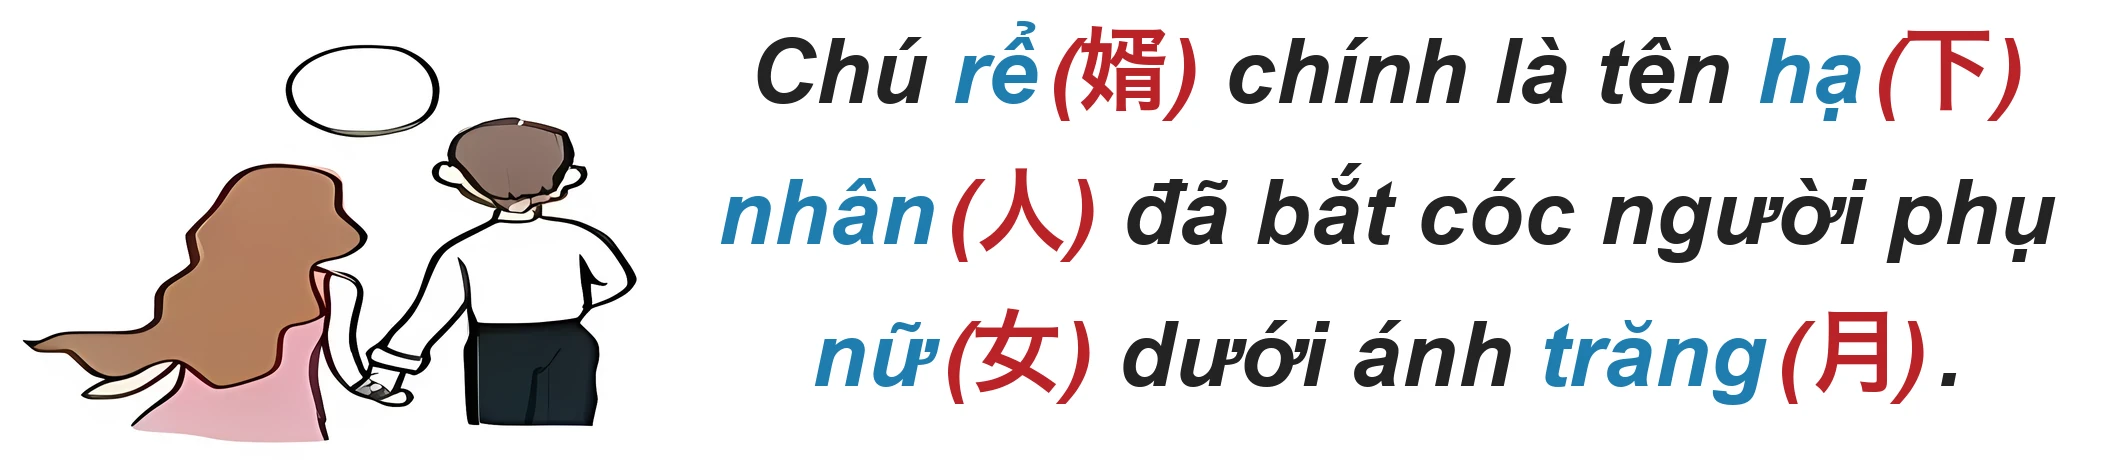 Chú rể (婿) chính là tên hạ (下)
nhân (人) đã bắt cóc người phụ
nữ (女) dưới ánh trăng (月).